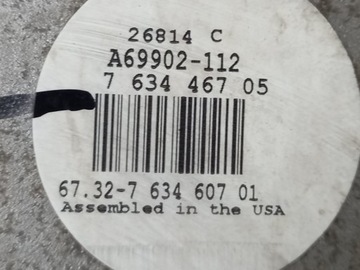 26814 C
A69902-112
7 634 467 05
67.32-7 634 607 01
Assembled in the USA